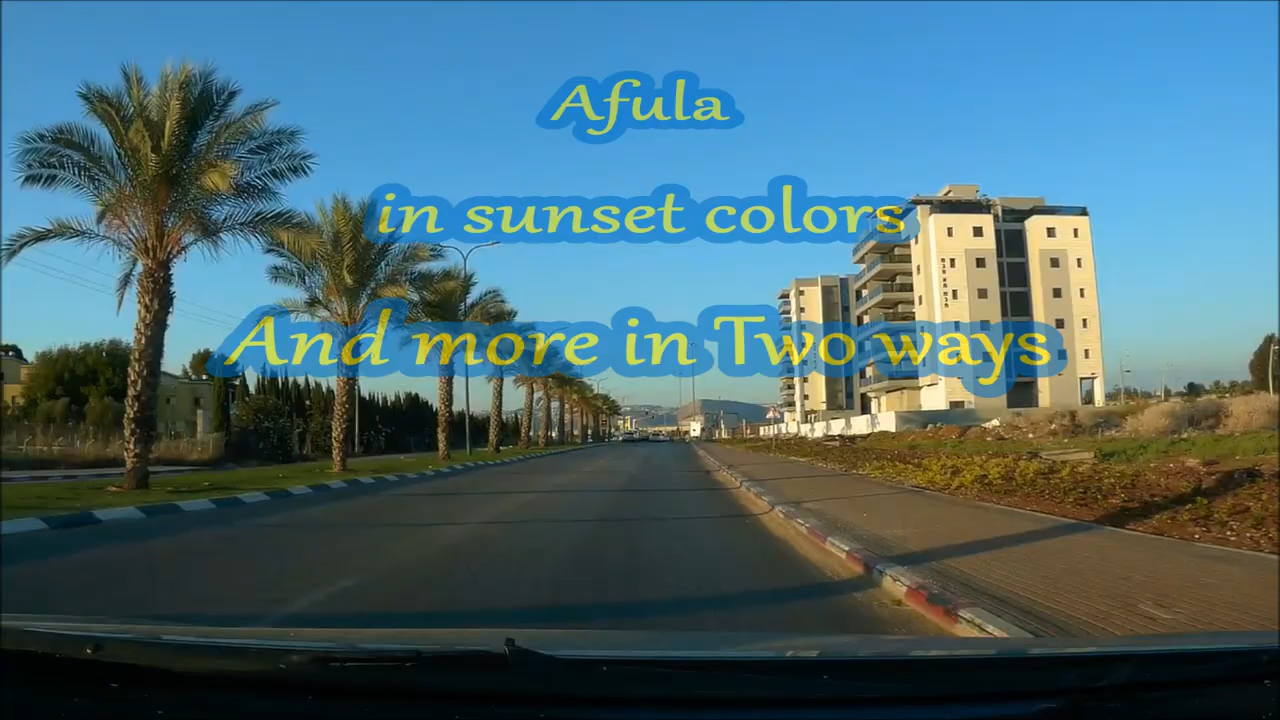 Afula
in sunset colors
And more in Two ways